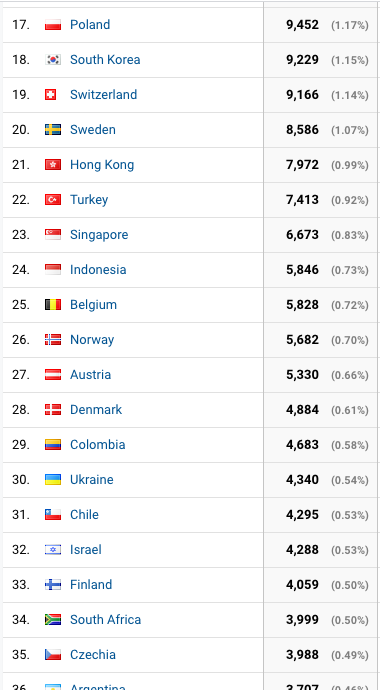 17. Poland 9,452 (1.17%)
18. South Korea 9,229 (1.15%)
19. Switzerland 9,166 (1.14%)
20. Sweden 8,586 (1.07%)
21. Hong Kong 7,972 (0.99%)
22. Turkey 7,413 (0.92%)
23. Singapore 6,673 (0.83%)
24. Indonesia 5,846 (0.73%)
25. Belgium 5,828 (0.72%)
26. Norway 5,682 (0.70%)
27. Austria 5,330 (0.66%)
28. Denmark 4,884 (0.61%)
29. Colombia 4,683 (0.58%)
30. Ukraine 4,340 (0.54%)
31. Chile 4,295 (0.53%)
32. Israel 4,288 (0.53%)
33. Finland 4,059 (0.50%)
34. South Africa 3,999 (0.50%)
35. Czechia 3,988 (0.49%)
36. Argentina 3,707 (0.46%)